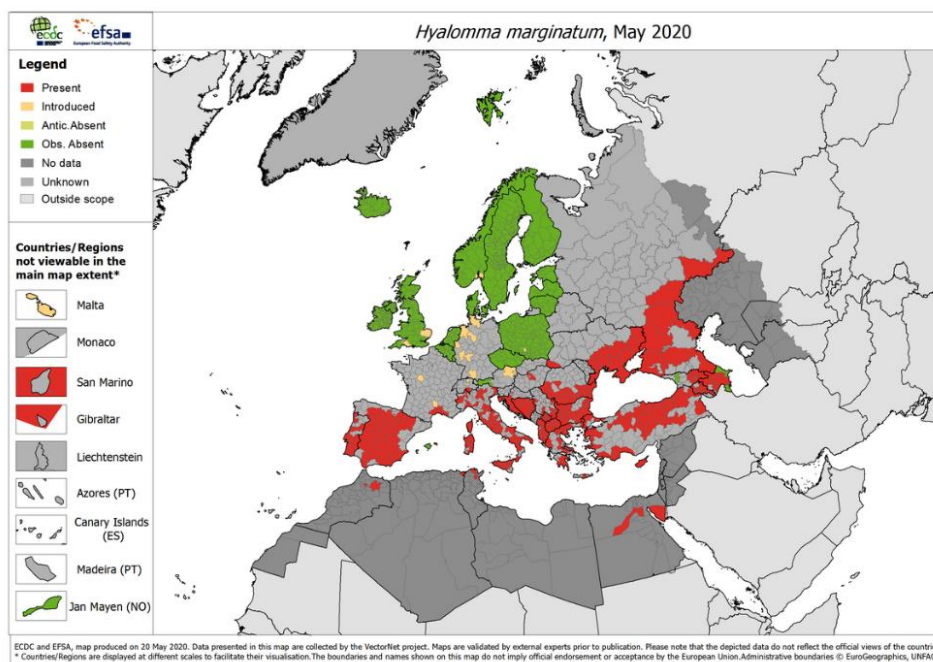 ecdc
efsa
European Food Safety Authority
Hyalomma marginatum, May 2020
Legend
Present
Introduced
Antic.Absent
Obs. Absent
No data
Unknown
Outside scope
Countries/Regions
not viewable in the
main map extent*
Malta
Monaco
San Marino
Gibraltar
Liechtenstein
Azores (PT)
Canary Islands
(ES)
Madeira (PT)
Jan Mayen (NO)
ECDC and EFSA, map produced on 20 May 2020. Data presented in this map are collected by the VectorNet project. Maps are validated by external experts prior to publication. Please note that the depicted data do not reflect the official views of the countri
* Countries/Regions are displayed at different scales to facilitate their visualisation.The boundaries and names shown on this map do not imply official endorsement or acceptance by the European Union.Administrative boundaries © EuroGeographics, UNFAO